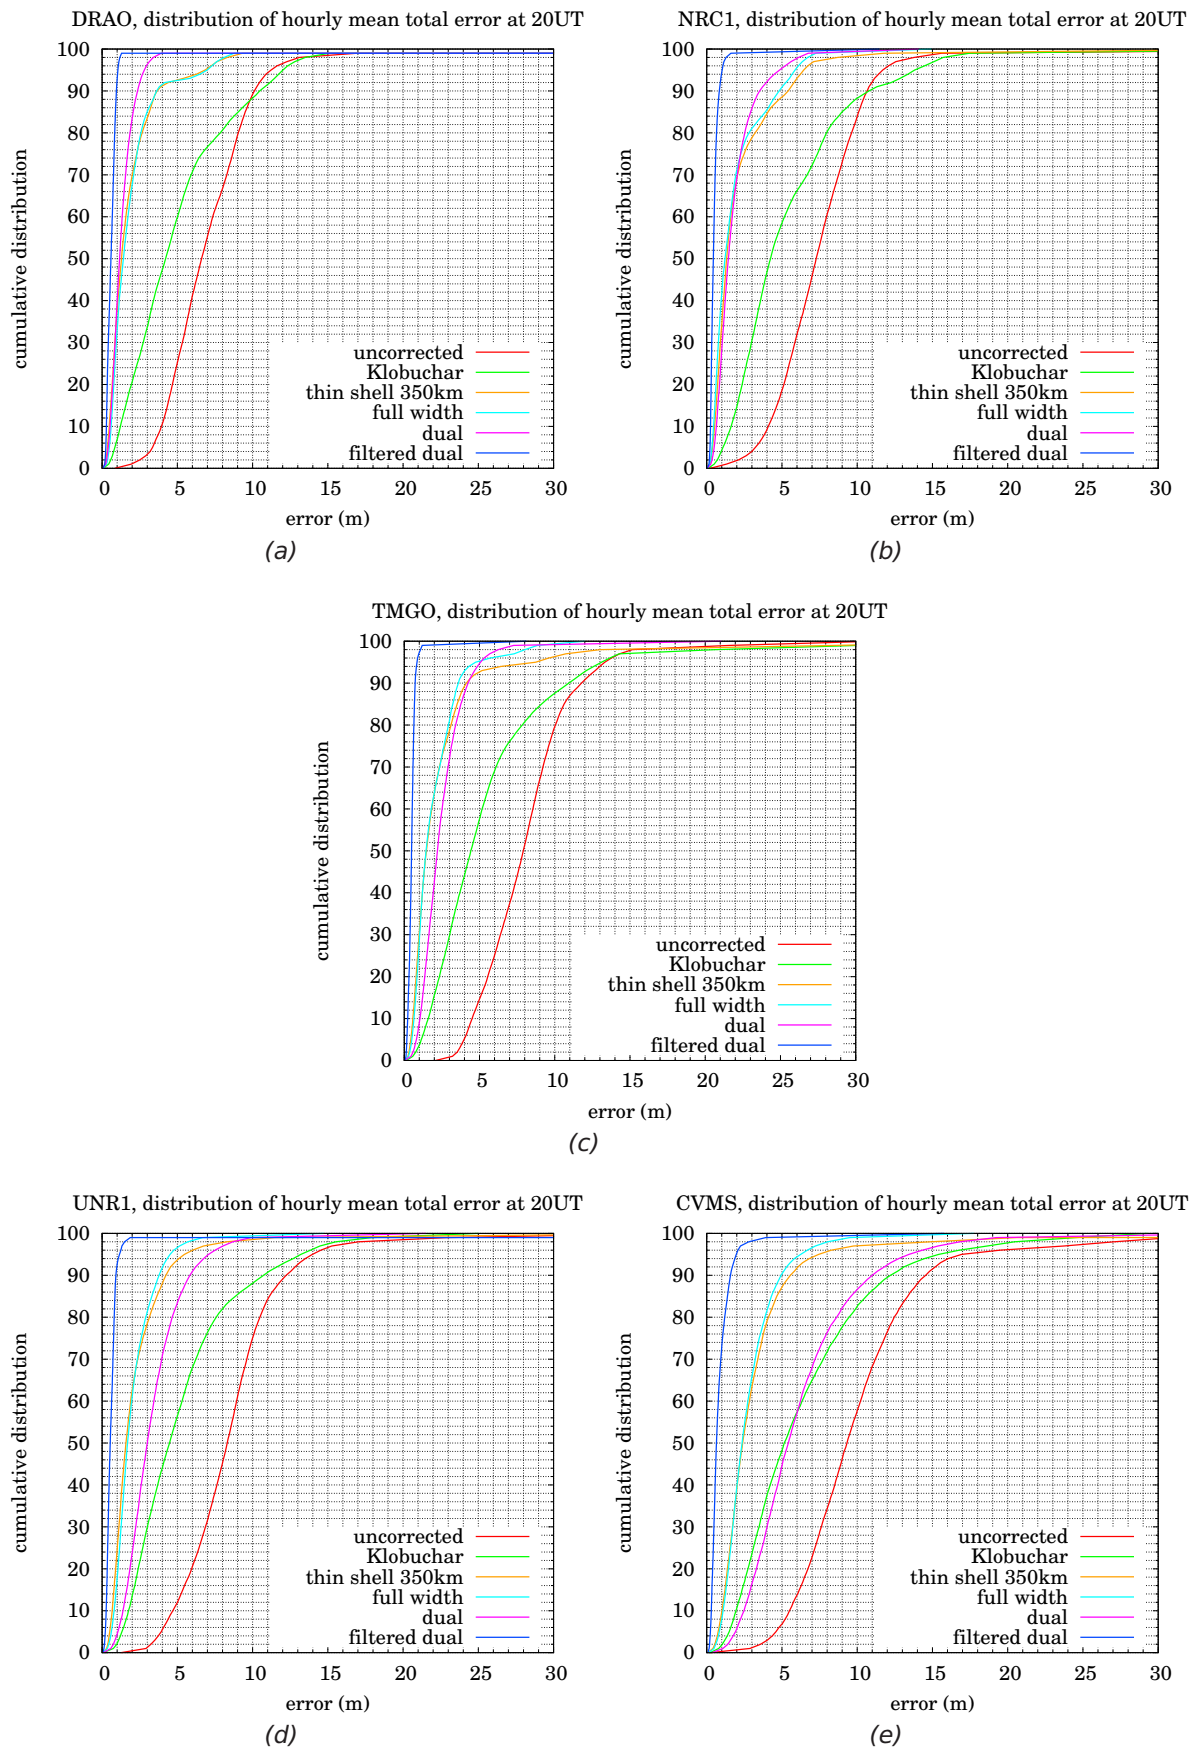 DRAO, distribution of hourly mean total error at 20UT
100
90
80
70
60
50
40
30
20
10
0
cumulative distribution
uncorrected
Klobuchar
thin shell 350km
full width
dual
filtered dual
0 5 10 15 20 25 30
error (m)
(a)
NRC1, distribution of hourly mean total error at 20UT
100
90
80
70
60
50
40
30
20
10
0
cumulative distribution
uncorrected
Klobuchar
thin shell 350km
full width
dual
filtered dual
0 5 10 15 20 25 30
error (m)
(b)
TMGO, distribution of hourly mean total error at 20UT
100
90
80
70
60
50
40
30
20
10
0
cumulative distribution
uncorrected
Klobuchar
thin shell 350km
full width
dual
filtered dual
0 5 10 15 20 25 30
error (m)
(c)
UNR1, distribution of hourly mean total error at 20UT
100
90
80
70
60
50
40
30
20
10
0
cumulative distribution
uncorrected
Klobuchar
thin shell 350km
full width
dual
filtered dual
0 5 10 15 20 25 30
error (m)
(d)
CVMS, distribution of hourly mean total error at 20UT
100
90
80
70
60
50
40
30
20
10
0
cumulative distribution
uncorrected
Klobuchar
thin shell 350km
full width
dual
filtered dual
0 5 10 15 20 25 30
error (m)
(e)